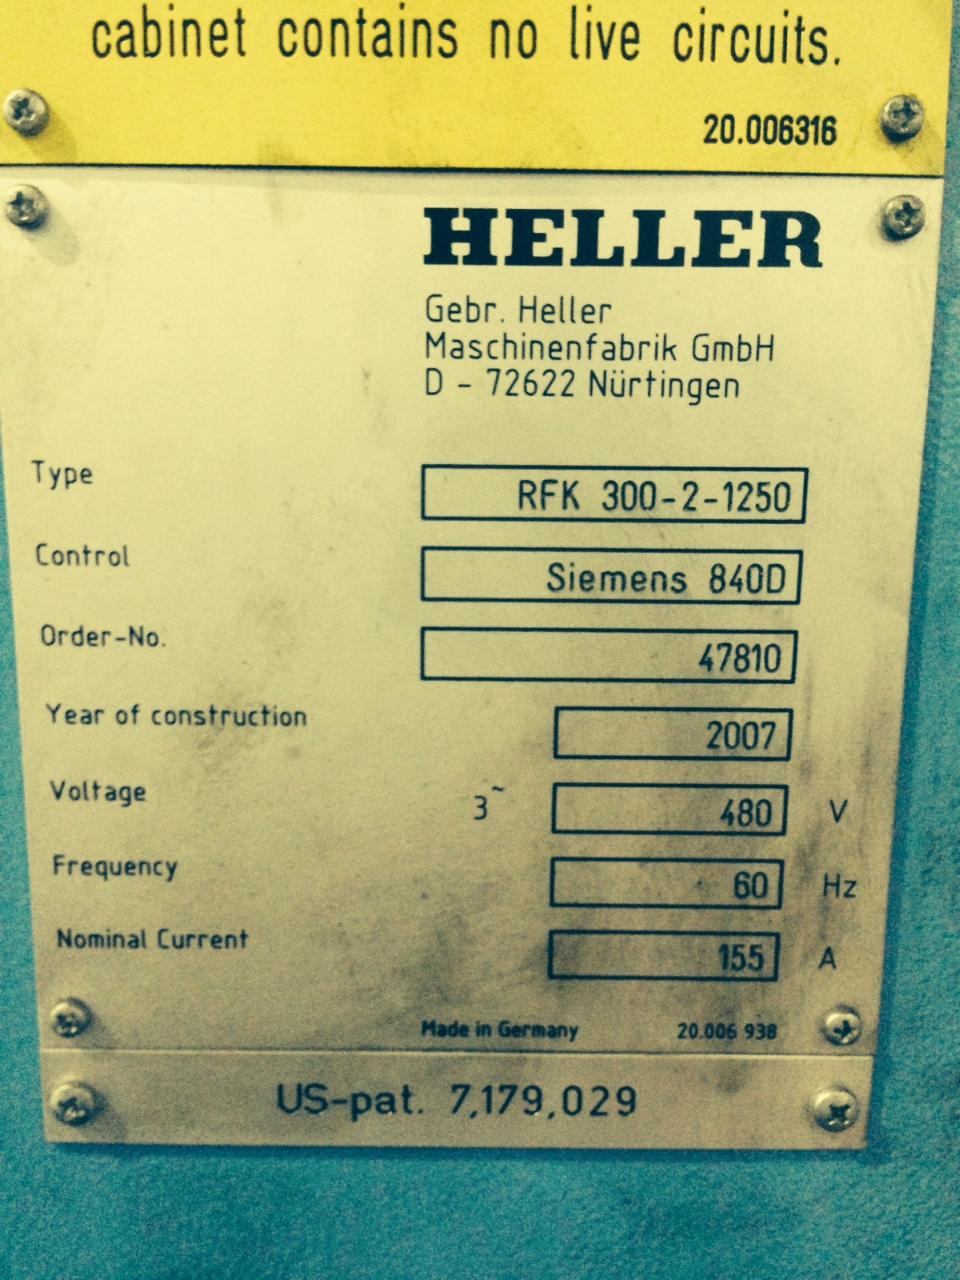 cabinet contains no live circuits.
20.006316
HELLER
Gebr. Heller
Maschinenfabrik GmbH
D - 72622 Nürtingen
Type RFK 300-2-1250
Control Siemens 840D
Order-No. 47810
Year of construction 2007
Voltage 3~ 480 V
Frequency 60 Hz
Nominal Current 155 A
Made in Germany 20.006 938
US-pat. 7,179,029